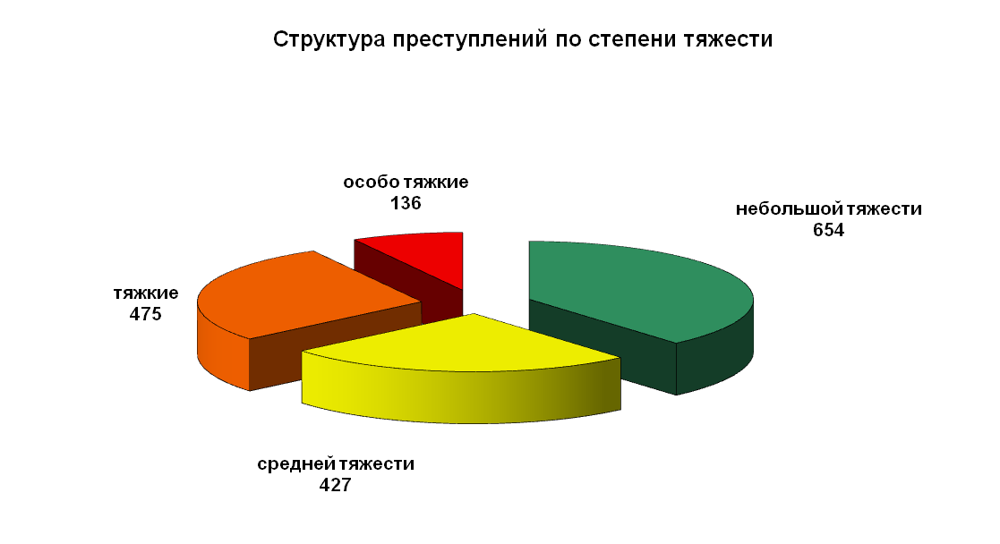 Структура преступлений по степени тяжести
особо тяжкие
136
небольшой тяжести
654
тяжкие
475
средней тяжести
427